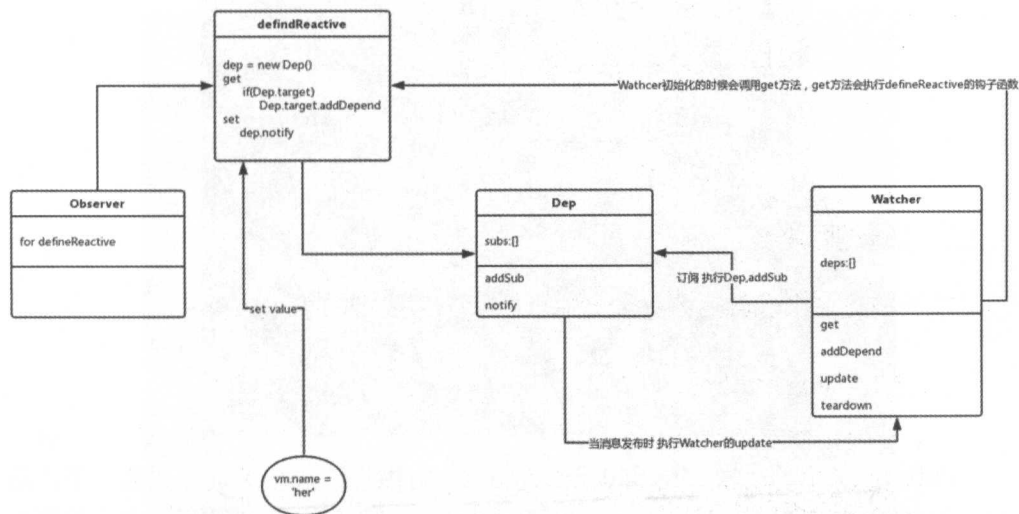 defindReactive
dep = new Dep()
get
if(Dep.target)
Dep.target.addDepend
set
dep.notify
Wathcer初始化的时候会调用get方法，get方法会执行defineReactive的钩子函数
Observer
for defineReactive
Dep
subs:[]
addSub
notify
Watcher
deps:[]
get
addDepend
update
teardown
订阅 执行Dep,addSub
set value
当消息发布时 执行Watcher的update
vm.name =
'her'